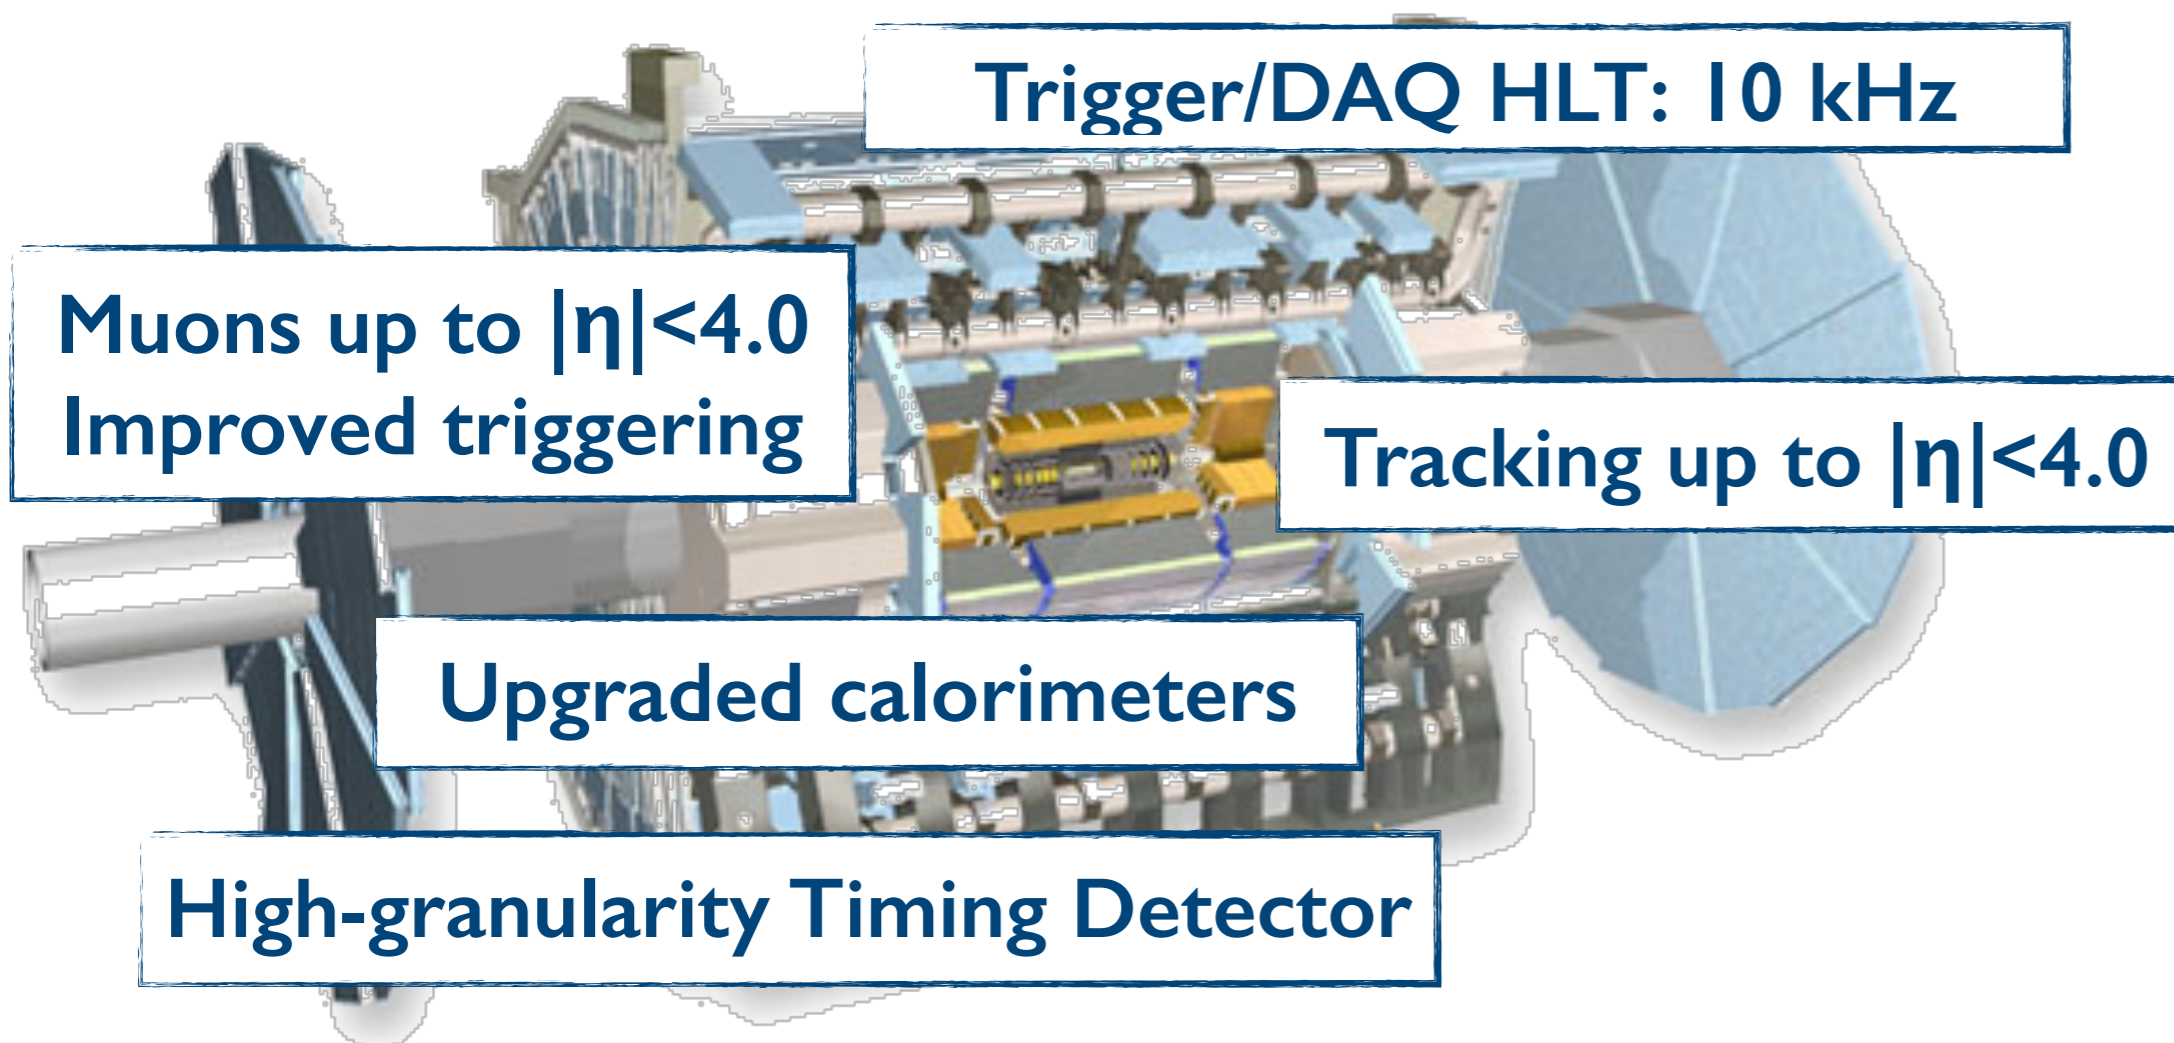 Trigger/DAQ HLT: 10 kHz
Muons up to |η|<4.0
Improved triggering
Tracking up to |η|<4.0
Upgraded calorimeters
High-granularity Timing Detector